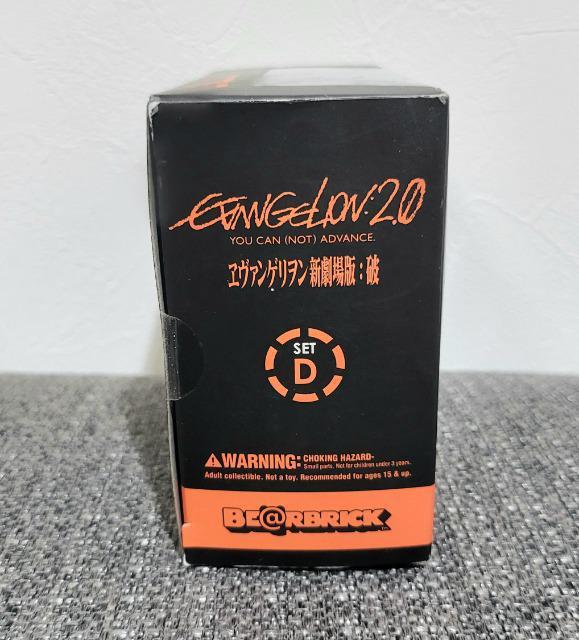 EVANGELION:2.0
YOU CAN (NOT) ADVANCE.
ヱヴァンゲリヲン新劇場版：破
SET
D
WARNING: CHOKING HAZARD-
Small parts. Not for children under 3 years.
Adult collectible. Not a toy. Recommended for ages 15 & up.
BE@RBRICK